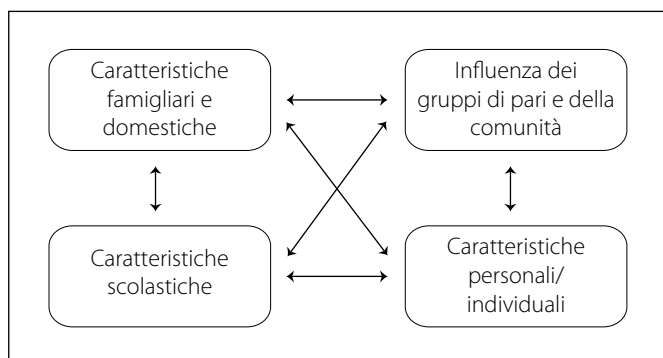 Caratteristiche
famigliari e
domestiche
Influenza dei
gruppi di pari e della
comunità
Caratteristiche
scolastiche
Caratteristiche
personali/
individuali